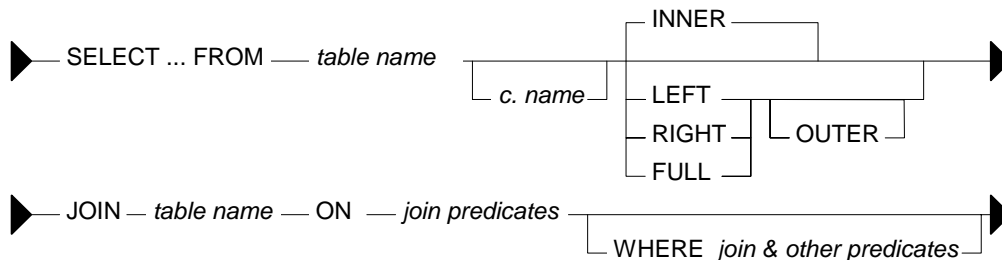 INNER
SELECT ... FROM table name
c. name
LEFT
RIGHT OUTER
FULL
JOIN table name ON join predicates
WHERE join & other predicates